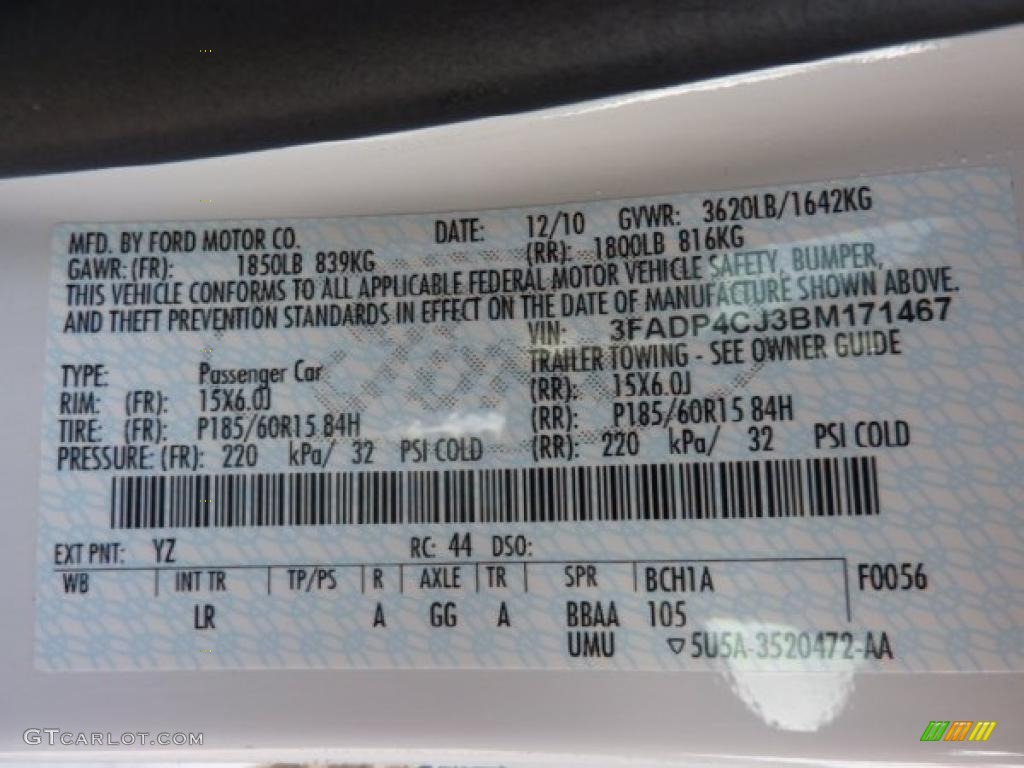 MFD. BY FORD MOTOR CO. DATE: 12/10 GVWR: 3620LB/1642KG
GAWR: (FR): 1850LB 839KG (RR): 1800LB 816KG
THIS VEHICLE CONFORMS TO ALL APPLICABLE FEDERAL MOTOR VEHICLE SAFETY, BUMPER,
AND THEFT PREVENTION STANDARDS IN EFFECT ON THE DATE OF MANUFACTURE SHOWN ABOVE.
VIN: 3FADP4CJ3BM171467
TYPE: Passenger Car TRAILER TOWING - SEE OWNER GUIDE
RIM: (FR): 15X6.0J (RR): 15X6.0J
TIRE: (FR): P185/60R15 84H (RR): P185/60R15 84H
PRESSURE: (FR): 220 kPa/ 32 PSI COLD (RR): 220 kPa/ 32 PSI COLD
EXT PNT: YZ RC: 44 DSO:
WB INT TR TP/PS R AXLE TR SPR BCH1A F0056
LR A GG A BBAA 105
UMU ▽5U5A-3520472-AA
GTCARLOT.COM